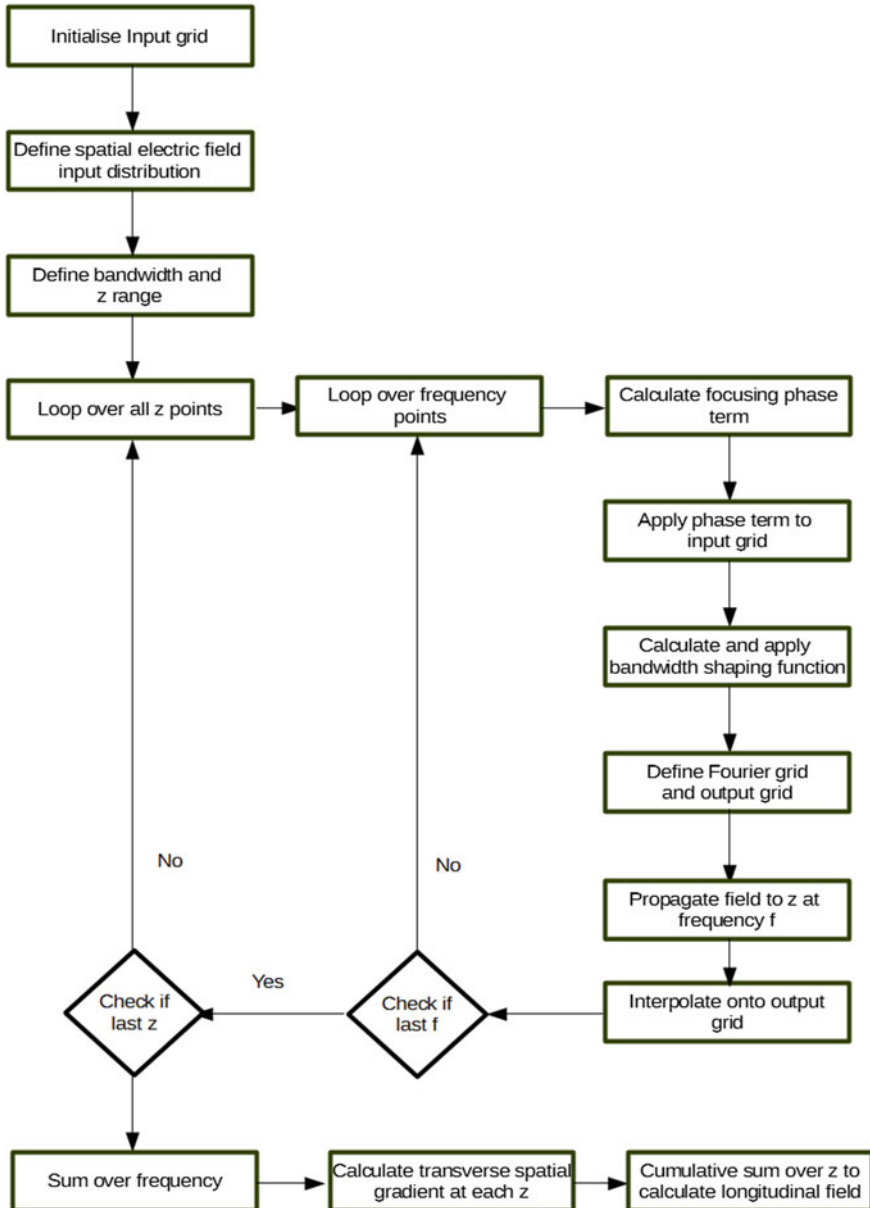 Initialise Input grid
Define spatial electric field
input distribution
Define bandwidth and
z range
Loop over all z points
Loop over frequency
points
Calculate focusing phase
term
Apply phase term to
input grid
Calculate and apply
bandwidth shaping function
Define Fourier grid
and output grid
Propagate field to z at
frequency f
Interpolate onto output
grid
Check if
last f
No
Yes
Check if
last z
No
Sum over frequency
Calculate transverse spatial
gradient at each z
Cumulative sum over z to
calculate longitudinal field